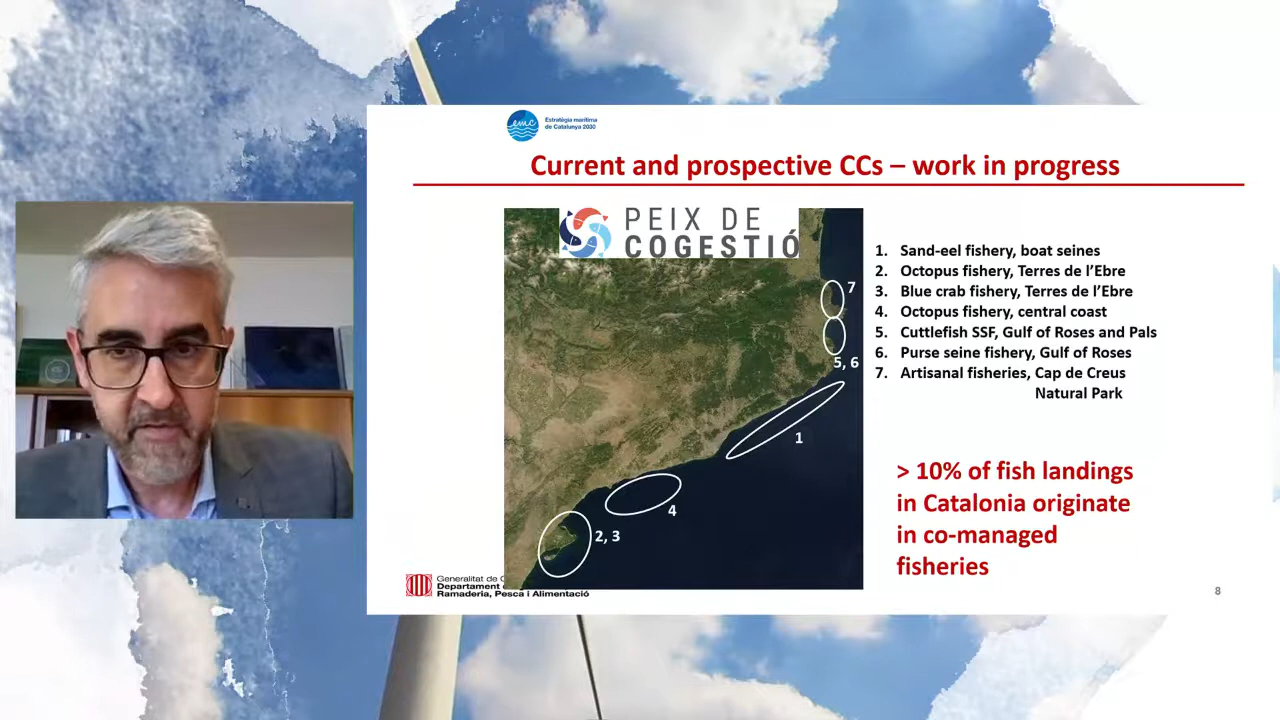 emc
Estratègia marítima
de Catalunya 2030
Current and prospective CCs – work in progress
PEIX DE
COGESTIÓ
7
5, 6
1
4
2, 3
1. Sand-eel fishery, boat seines
2. Octopus fishery, Terres de l'Ebre
3. Blue crab fishery, Terres de l'Ebre
4. Octopus fishery, central coast
5. Cuttlefish SSF, Gulf of Roses and Pals
6. Purse seine fishery, Gulf of Roses
7. Artisanal fisheries, Cap de Creus
Natural Park
> 10% of fish landings
in Catalonia originate
in co-managed
fisheries
Generalitat de
Departament
Ramaderia, Pesca i Alimentació
8